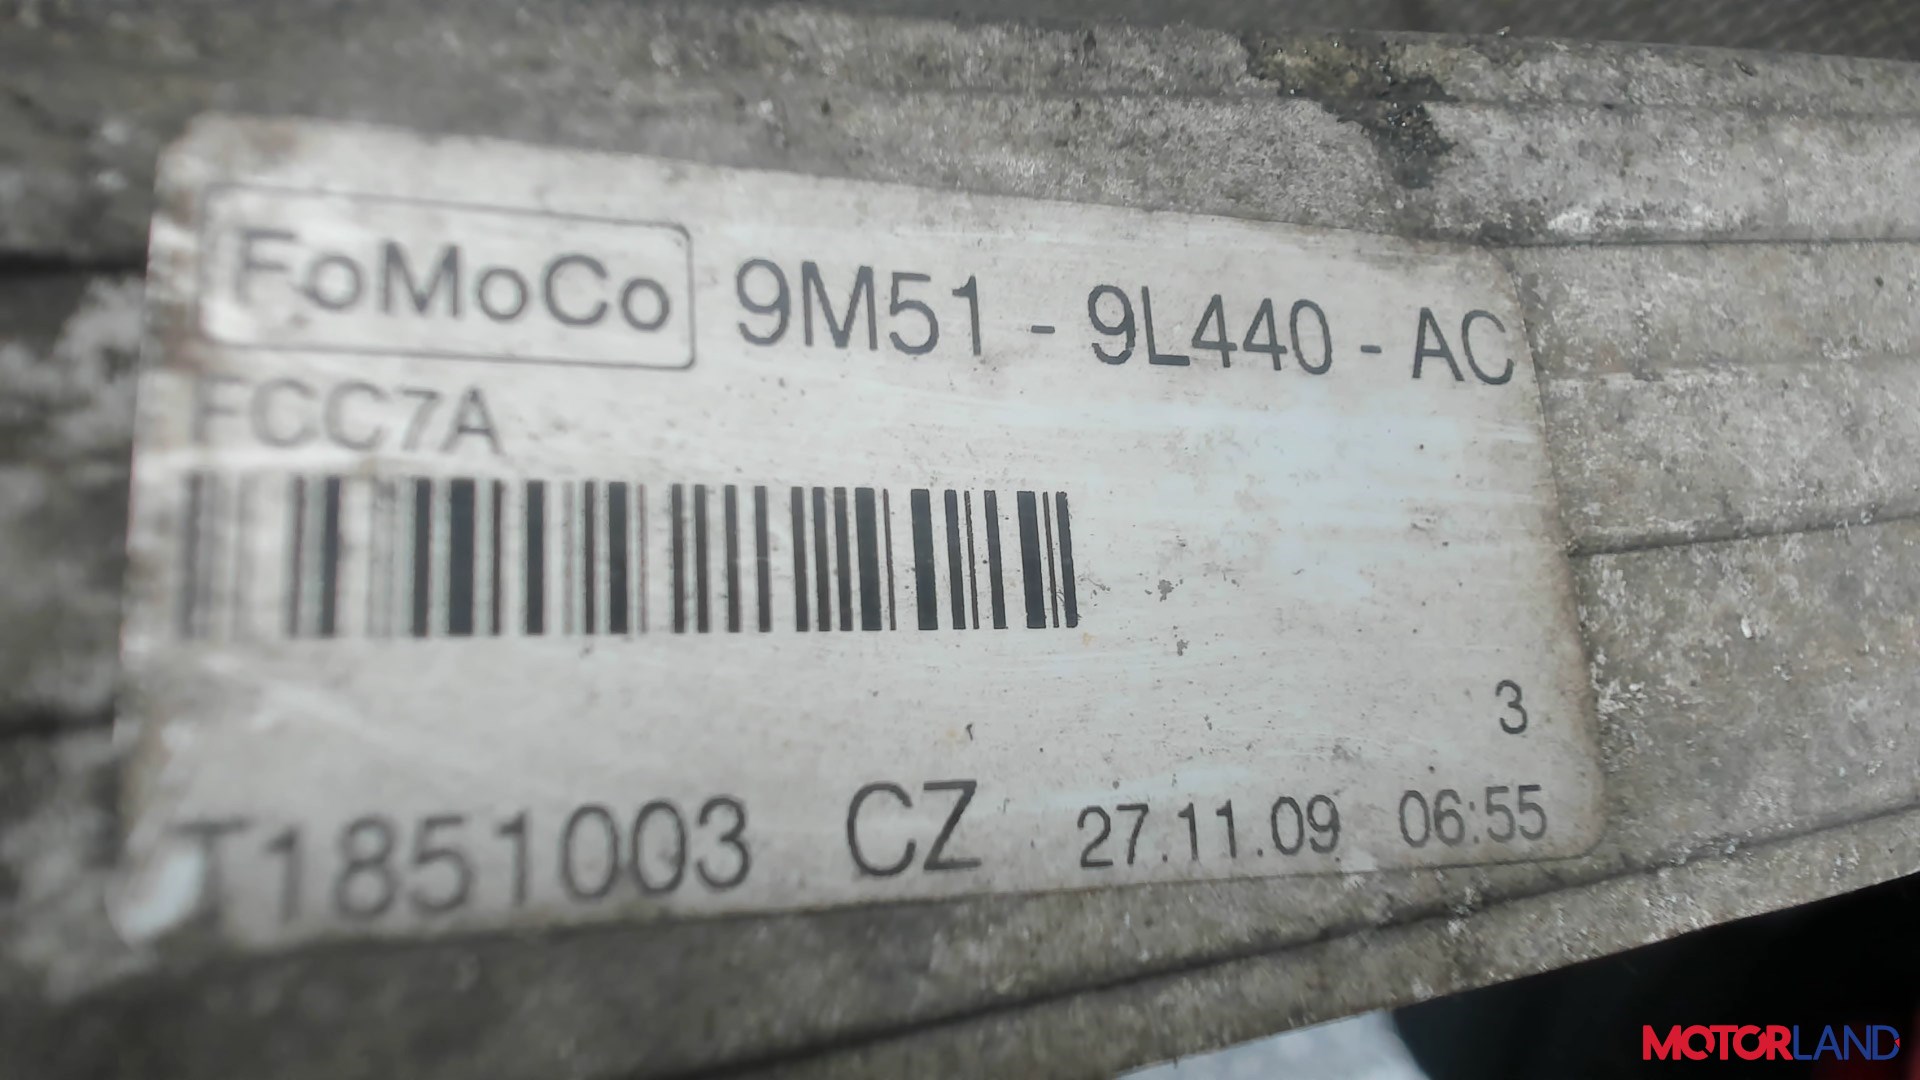 FoMoCo 9M51 - 9L440 - AC
FCC7A
3
T1851003 CZ 27.11.09 06:55
MOTORLAND